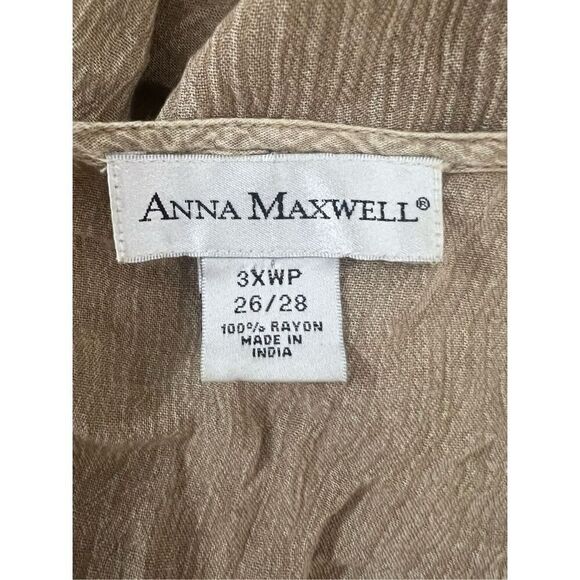 ANNA MAXWELL®
3XWP
26/28
100% RAYON
MADE IN
INDIA